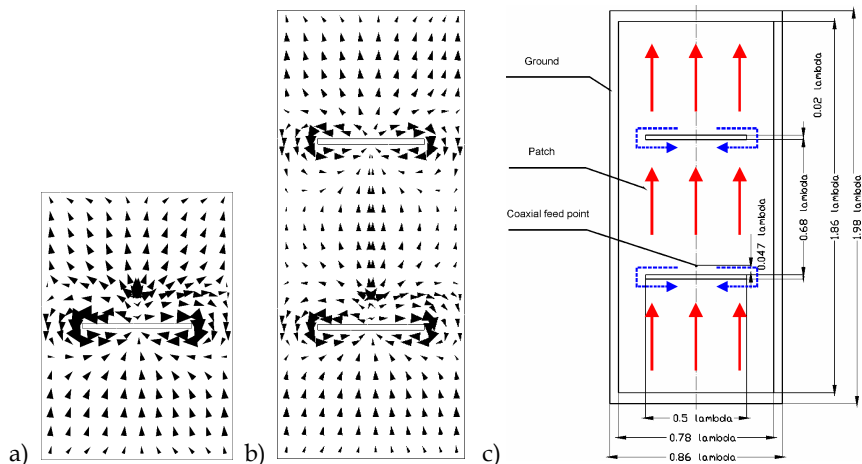 a)
b)
c)
Ground
Patch
Coaxial feed point
0.02 lambda
0.047 lambda
0.68 lambda
1.86 lambda
1.98 lambda
0.5 lambda
0.78 lambda
0.86 lambda